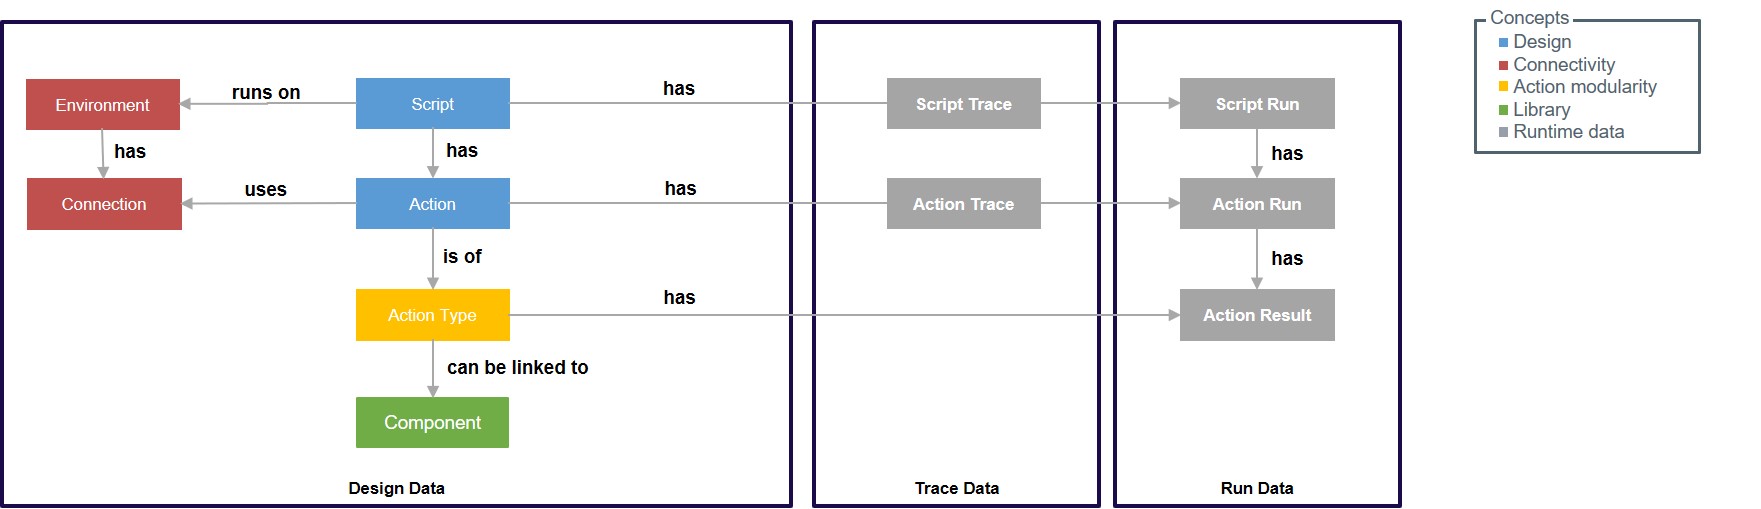 Concepts
Design
Connectivity
Action modularity
Library
Runtime data
Environment
runs on
Script
has
Script Trace
Script Run
has
has
has
Connection
uses
Action
has
Action Trace
Action Run
is of
has
Action Type
has
Action Result
can be linked to
Component
Design Data
Trace Data
Run Data